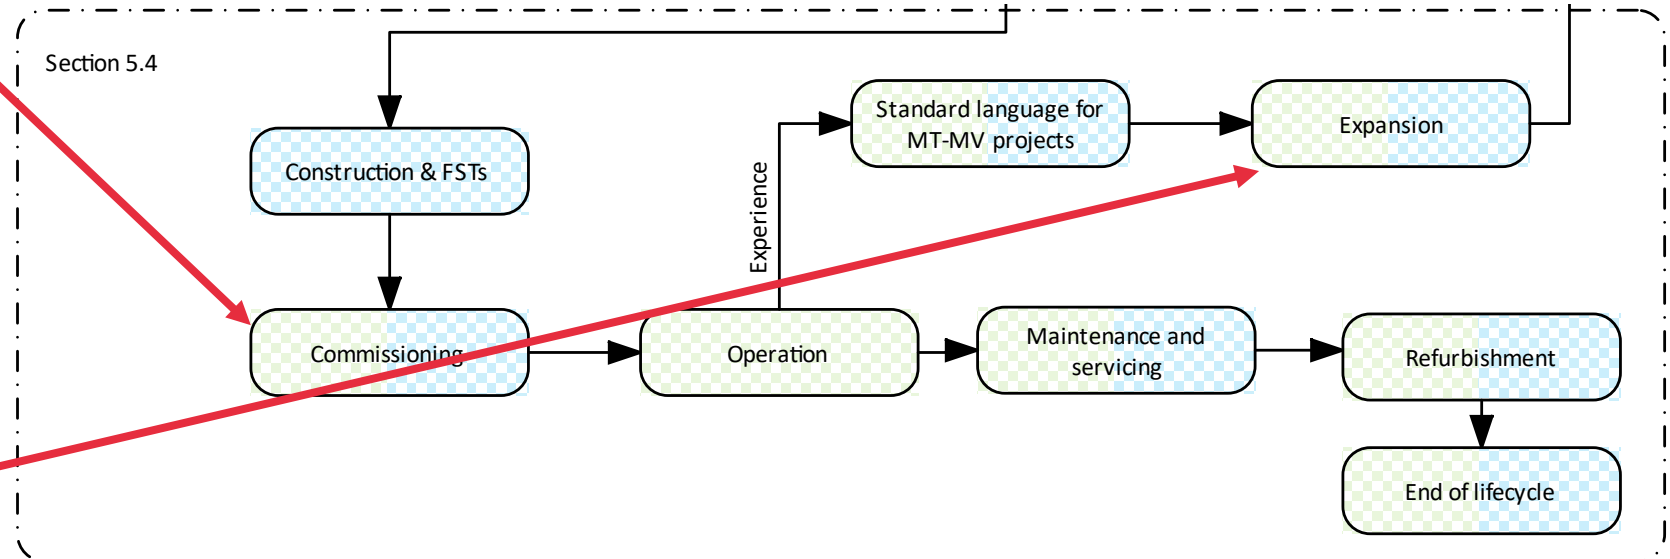 Section 5.4
Standard language for
MT-MV projects
Expansion
Construction & FSTs
Experience
Commissioning
Operation
Maintenance and
servicing
Refurbishment
End of lifecycle